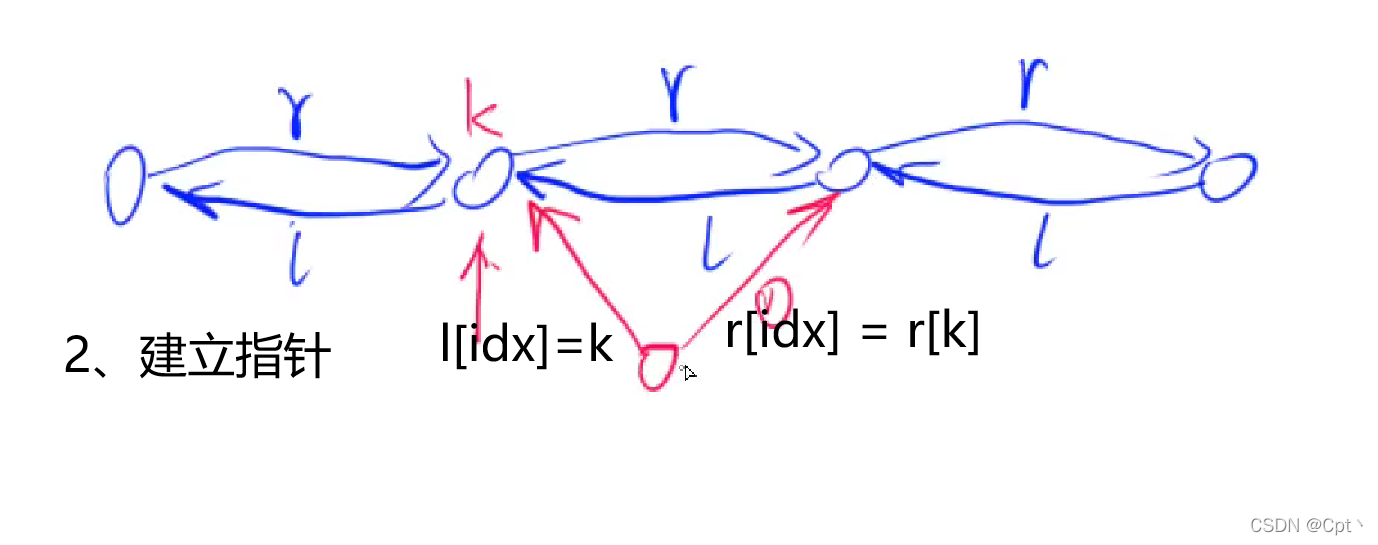 r
k
r
r
l
l
l
2、建立指针
l[idx]=k
r[idx] = r[k]
CSDN @Cpt丶